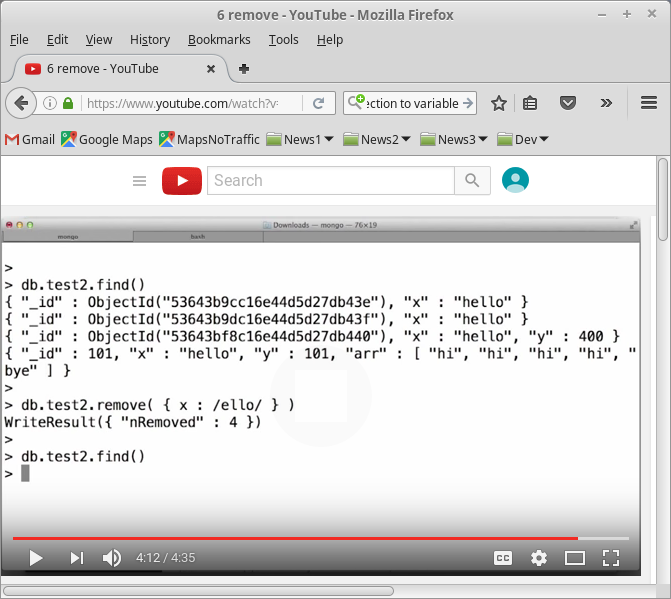 6 remove - YouTube - Mozilla Firefox
File Edit View History Bookmarks Tools Help
6 remove - YouTube
https://www.youtube.com/watch?v= ection to variable
Gmail Google Maps MapsNoTraffic News1 News2 News3 Dev
Search
Downloads — mongo — 76×19
mongo bash
>
> db.test2.find()
{ "_id" : ObjectId("53643b9cc16e44d5d27db43e"), "x" : "hello" }
{ "_id" : ObjectId("53643b9dc16e44d5d27db43f"), "x" : "hello" }
{ "_id" : ObjectId("53643bf8c16e44d5d27db440"), "x" : "hello", "y" : 400 }
{ "_id" : 101, "x" : "hello", "y" : 101, "arr" : [ "hi", "hi", "hi", "hi", "
bye" ] }
>
> db.test2.remove( { x : /ello/ } )
WriteResult({ "nRemoved" : 4 })
>
> db.test2.find()
>
4:12 / 4:35 CC